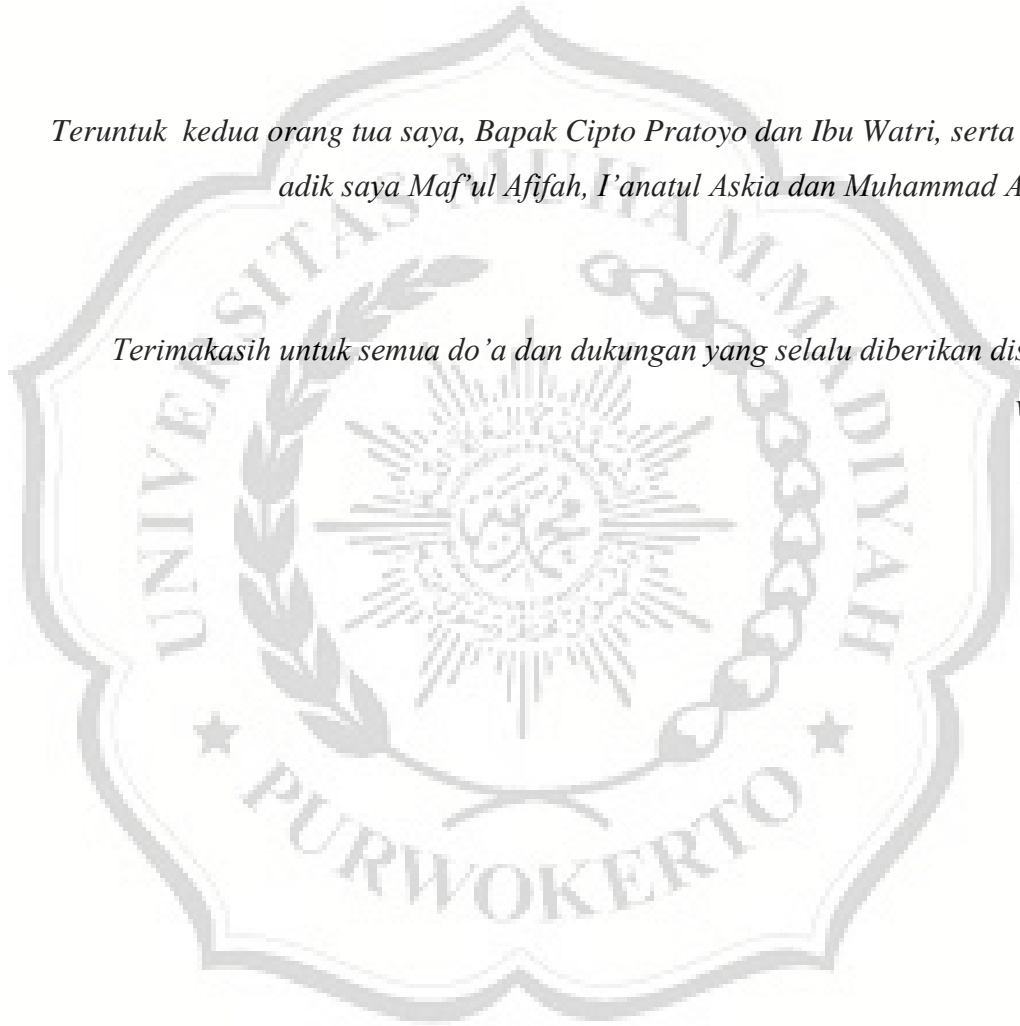 Teruntuk kedua orang tua saya, Bapak Cipto Pratoyo dan Ibu Watri, serta
adik saya Maf’ul Afifah, I’anatul Askia dan Muhammad A
Terimakasih untuk semua do’a dan dukungan yang selalu diberikan dis
UNIVERSITAS MUHAMMADIYAH
PURWOKERTO